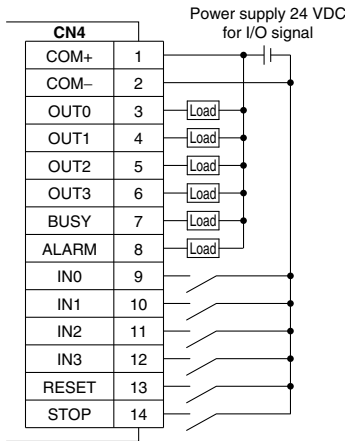 Power supply 24 VDC
for I/O signal
CN4
COM+ 1
COM− 2
OUT0 3 Load
OUT1 4 Load
OUT2 5 Load
OUT3 6 Load
BUSY 7 Load
ALARM 8 Load
IN0 9
IN1 10
IN2 11
IN3 12
RESET 13
STOP 14